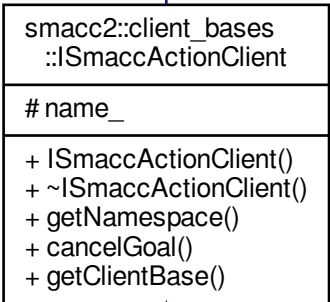 smacc2::client_bases
::ISmaccActionClient
# name_
+ ISmaccActionClient()
+ ~ISmaccActionClient()
+ getNamespace()
+ cancelGoal()
+ getClientBase()